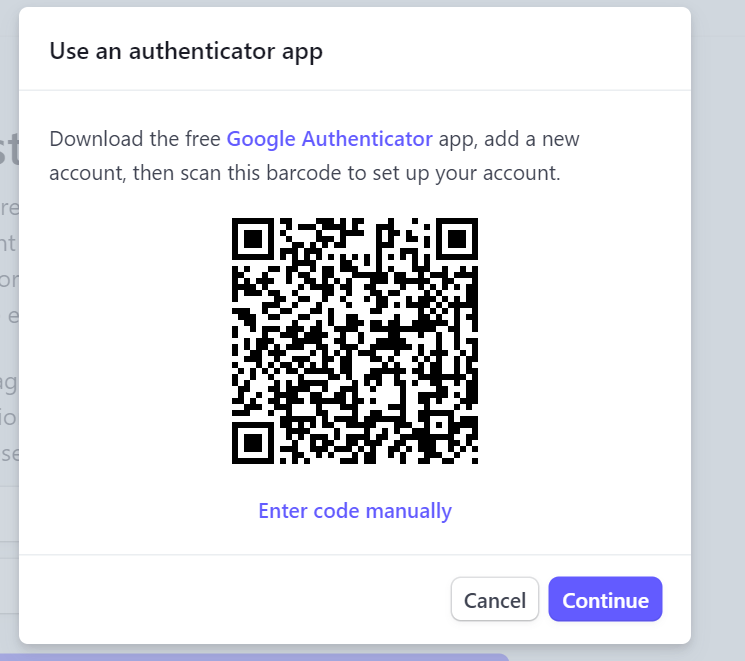 Use an authenticator app
Download the free Google Authenticator app, add a new
account, then scan this barcode to set up your account.
Enter code manually
Cancel
Continue